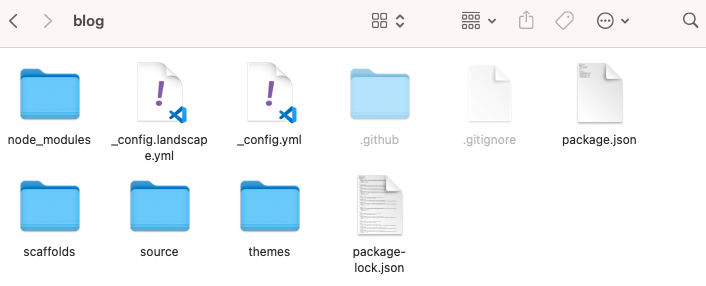 blog
node_modules
_config.landscap
e.yml
_config.yml
.github
.gitignore
package.json
scaffolds
source
themes
package-
lock.json